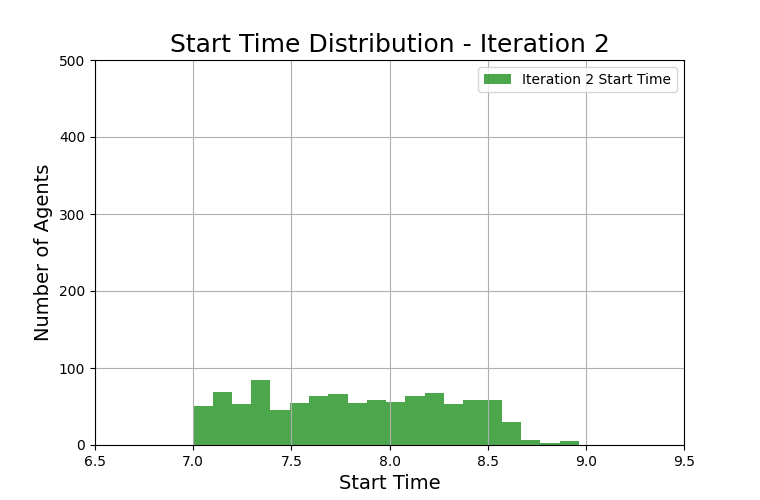 Start Time Distribution - Iteration 2
Iteration 2 Start Time
Number of Agents
500
400
300
200
100
0
6.5 7.0 7.5 8.0 8.5 9.0 9.5
Start Time